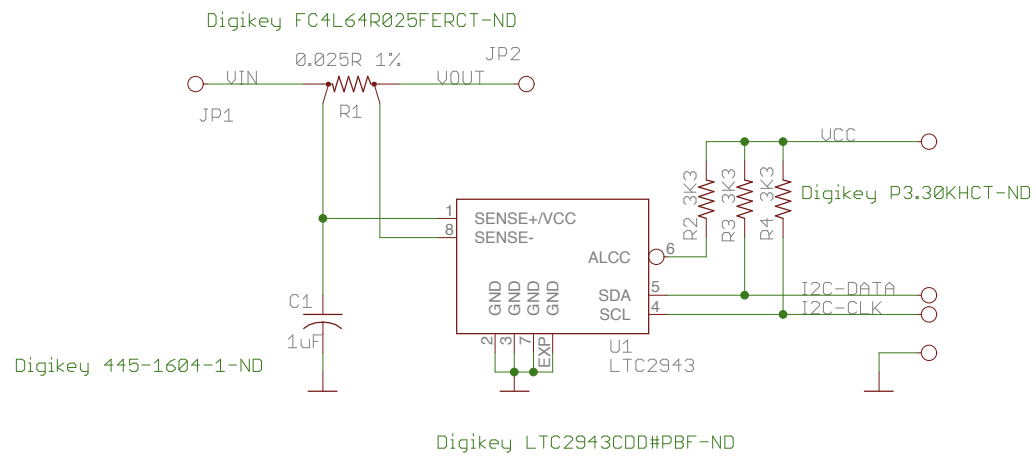 Digikey FC4L64R025FERCT-ND
0.025R 1%
JP2
VIN
VOUT
JP1
R1
VCC
R2 3K3
R3 3K3
R4 3K3
Digikey P3.30KHCT-ND
1
SENSE+/VCC
8
SENSE-
ALCC
6
SDA
5
I2C-DATA
SCL
4
I2C-CLK
GND
GND
GND
GND
2
3
7
EXP
C1
1uF
U1
LTC2943
Digikey 445-1604-1-ND
Digikey LTC2943CDD#PBF-ND